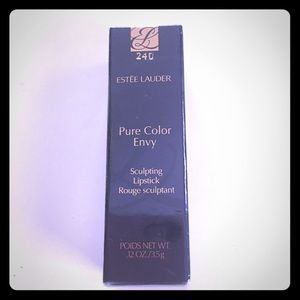 240
ESTĒE LAUDER
Pure Color
Envy
Sculpting
Lipstick
Rouge sculptant
POIDS NET WT.
.12 OZ./3.5g